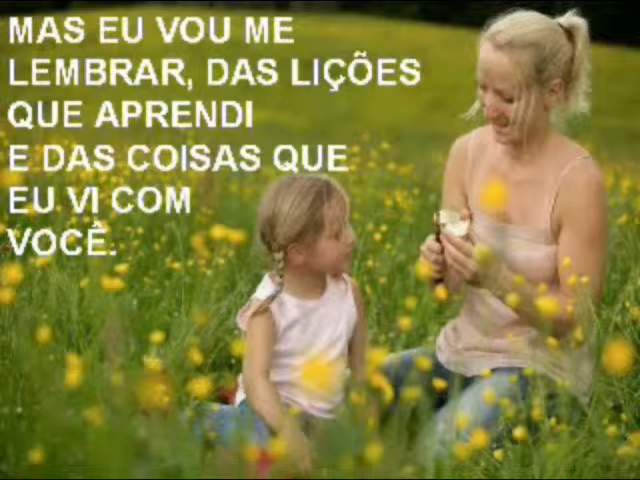 MAS EU VOU ME
LEMBRAR, DAS LIÇÕES
QUE APRENDI
E DAS COISAS QUE
EU VI COM
VOCÊ.